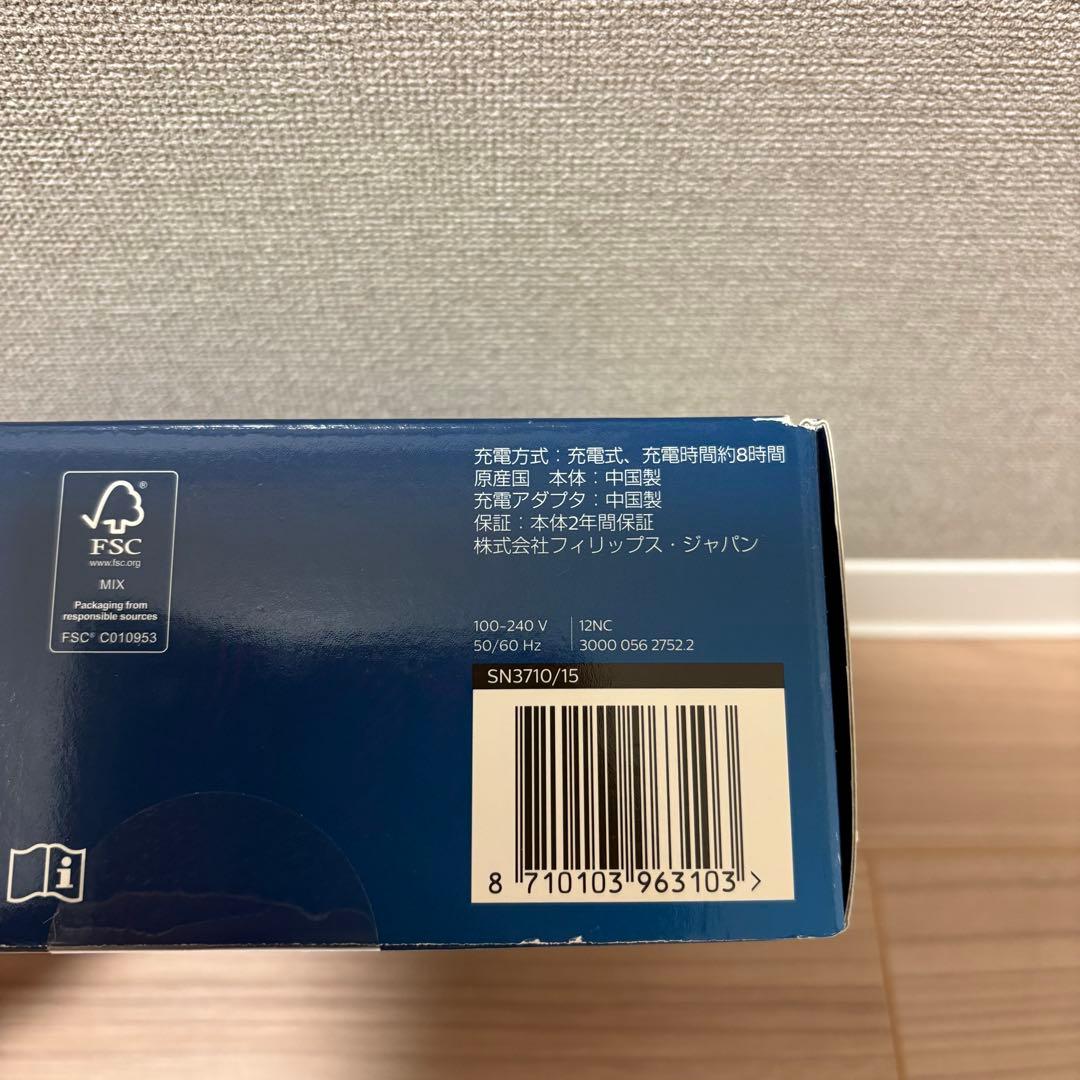 FSC®
www.fsc.org
MIX
Packaging from
responsible sources
FSC® C010953
充電方式：充電式、充電時間約8時間
原産国　本体：中国製
充電アダプタ：中国製
保証：本体2年間保証
株式会社フィリップス・ジャパン
100-240 V
50/60 Hz
12NC
3000 056 2752.2
SN3710/15
8 710103 963103 >